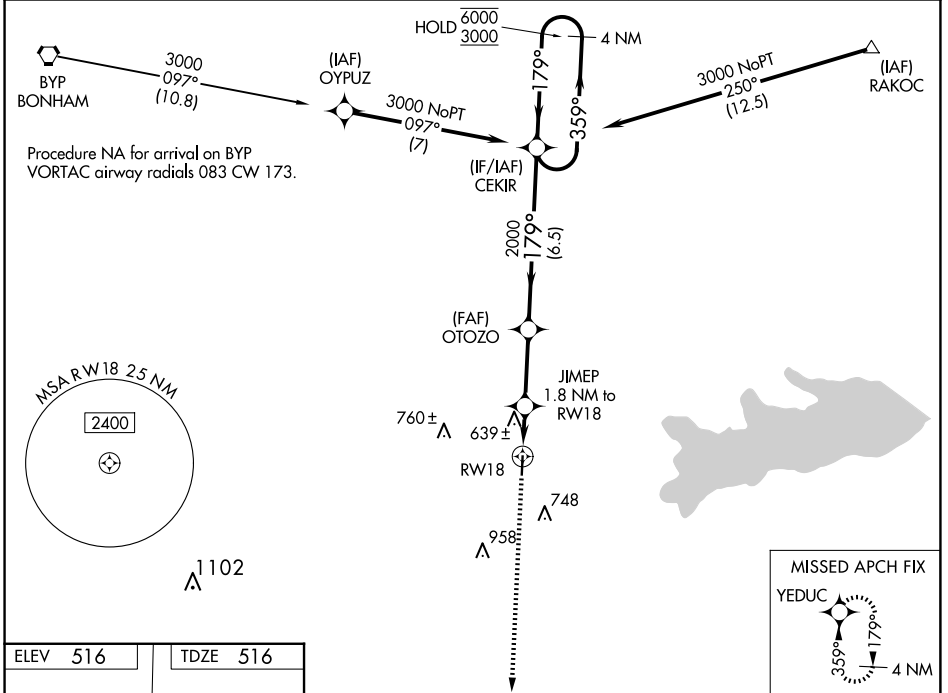 HOLD 6000
3000
4 NM
179°
359°
BYP
BONHAM
3000
097°
(10.8)
(IAF)
OYPUZ
3000 NoPT
097°
(7)
3000 NoPT
250°
(12.5)
(IAF)
RAKOC
Procedure NA for arrival on BYP
VORTAC airway radials 083 CW 173.
(IF/IAF)
CEKIR
2000
179°
(6.5)
(FAF)
OTOZO
JIMEP
1.8 NM to
RW18
MSA RW18 25 NM
2400
760±
639±
RW18
748
958
1102
MISSED APCH FIX
YEDUC
359°
179°
4 NM
ELEV 516
TDZE 516